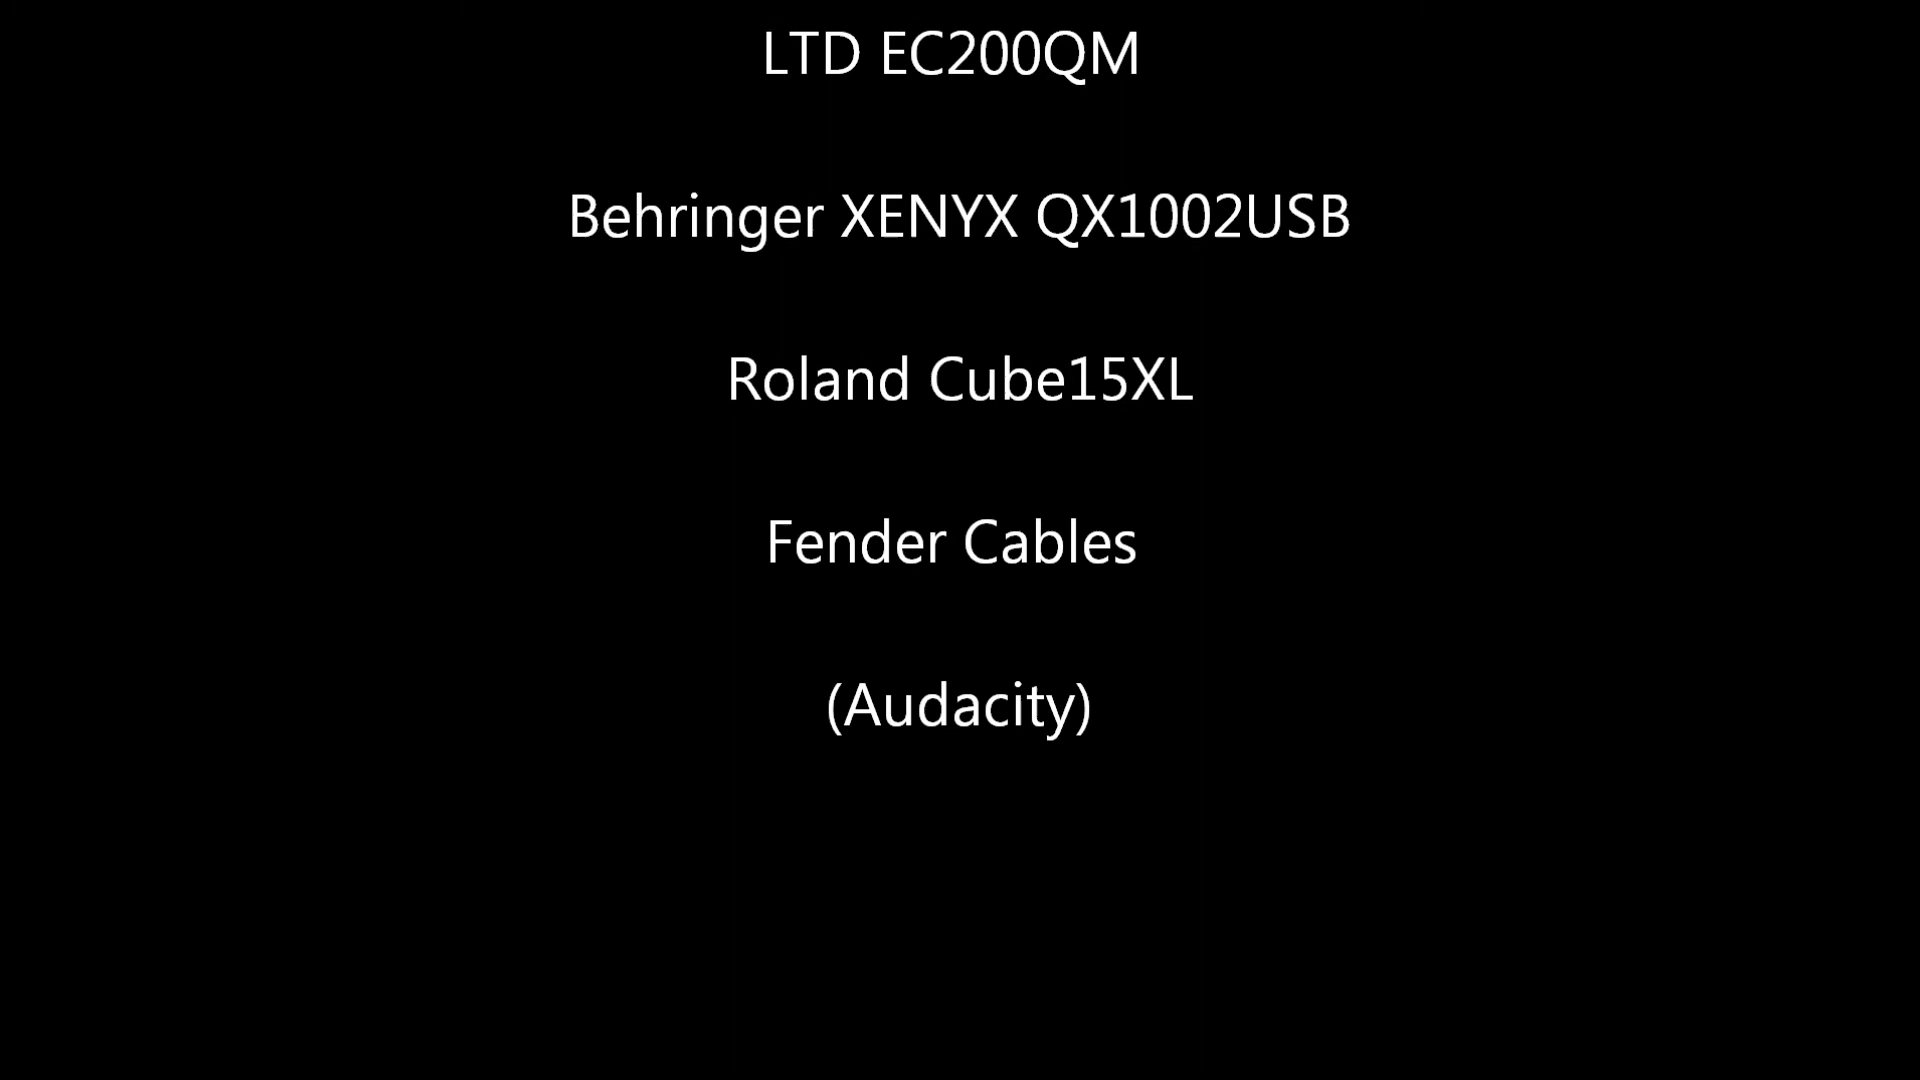 LTD EC200QM
Behringer XENYX QX1002USB
Roland Cube15XL
Fender Cables
(Audacity)